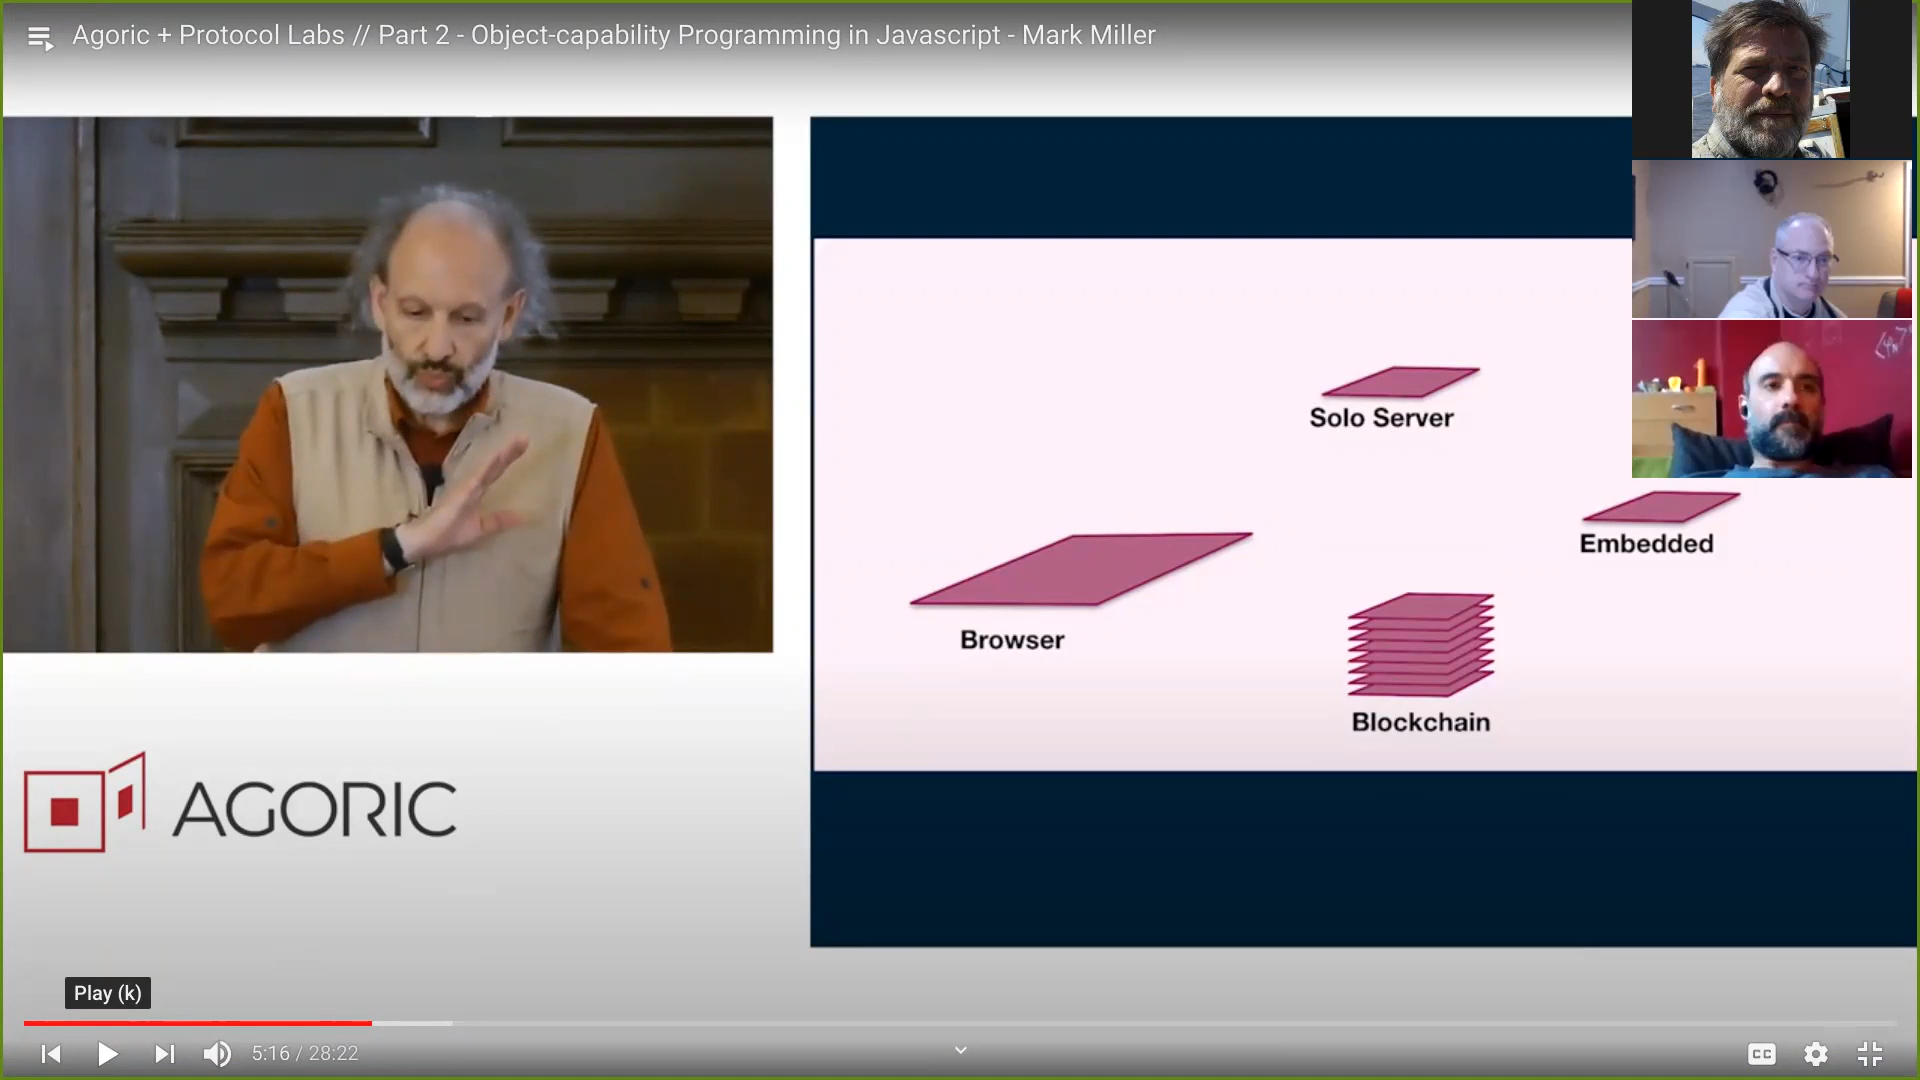 Agoric + Protocol Labs // Part 2 - Object-capability Programming in Javascript - Mark Miller
Solo Server
Embedded
Browser
Blockchain
AGORIC
Play (k)
5:16 / 28:22
CC